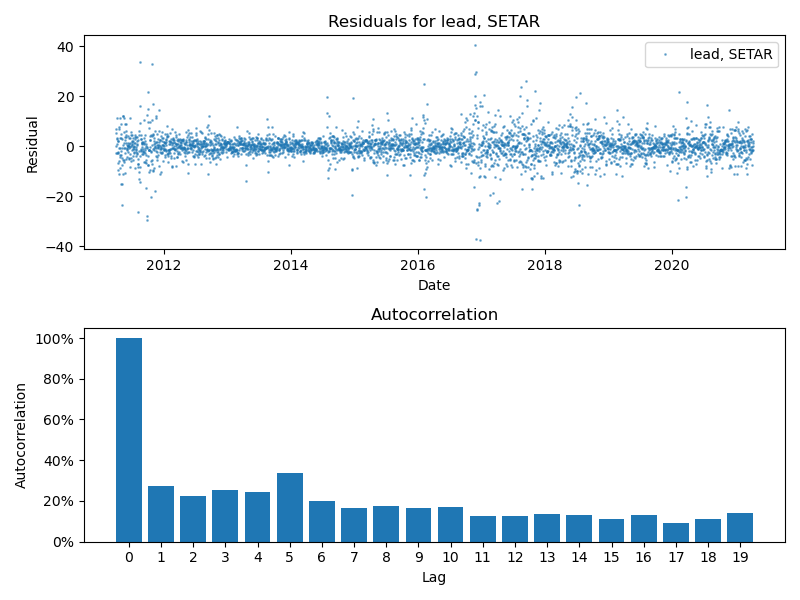 Residuals for lead, SETAR
lead, SETAR
Residual
40
20
0
−20
−40
2012 2014 2016 2018 2020
Date
Autocorrelation
Autocorrelation
100%
80%
60%
40%
20%
0%
0 1 2 3 4 5 6 7 8 9 10 11 12 13 14 15 16 17 18 19
Lag